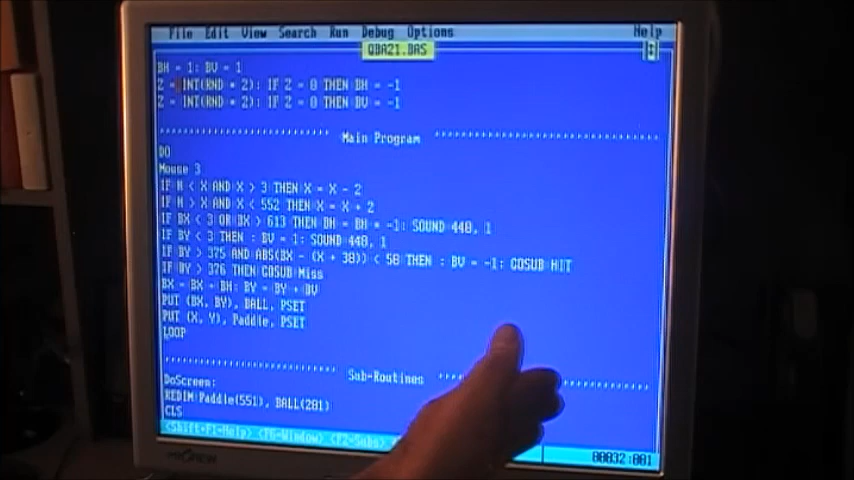 File Edit View Search Run Debug Options Help
QBA21.BAS
BH = 1: BV = 1
Z = INT(RND * 2): IF Z = 0 THEN BH = -1
Z = INT(RND * 2): IF Z = 0 THEN BV = -1
'''''''''''''''''''''''''''''' Main Program ''''''''''''''''''''''''''''''''''''''
DO
Mouse 3
IF M < X AND X > 3 THEN X = X - 2
IF M > X AND X < 552 THEN X = X + 2
IF BX < 3 OR BX > 613 THEN BH = BH * -1: SOUND 440, 1
IF BY < 3 THEN : BV = 1: SOUND 440, 1
IF BY > 375 AND ABS(BX - (X + 38)) < 58 THEN : BV = -1: GOSUB HIT
IF BY > 376 THEN GOSUB Miss
BX = BX + BH: BY = BY + BV
PUT (BX, BY), BALL, PSET
PUT (X, Y), Paddle, PSET
LOOP
'''''''''''''''''''''''''''''' Sub-Routines ''''''''''''''''''
DoScreen:
REDIM Paddle(551), BALL(281)
CLS
<Shift+F1=Help> <F6=Window> <F2=Subs> 00032:001